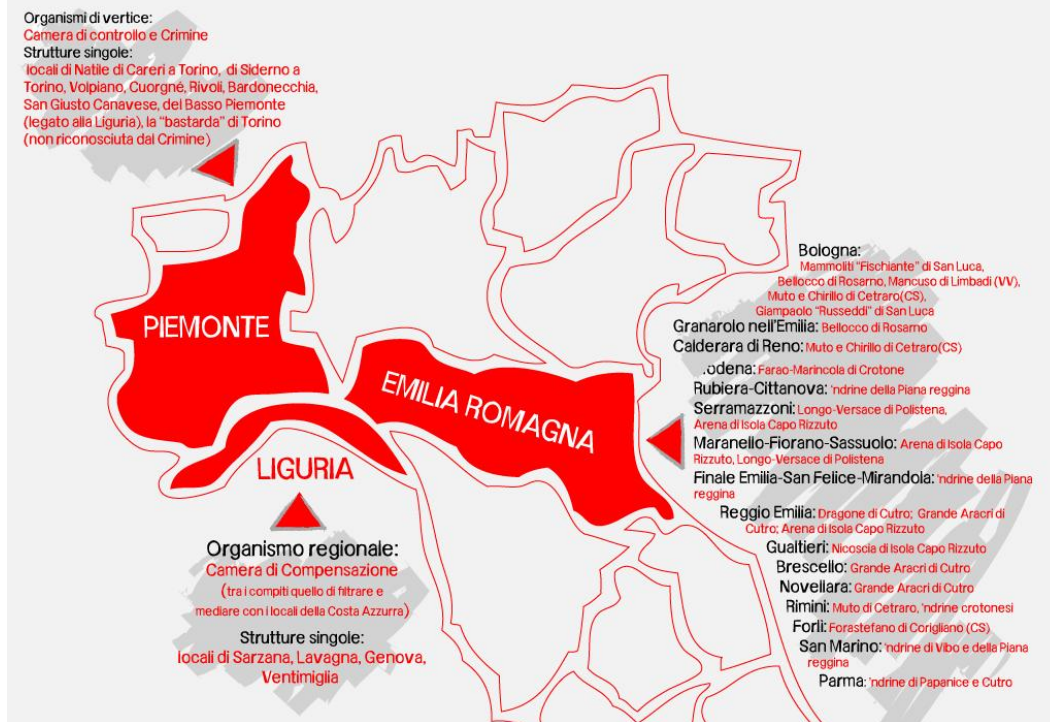 Organismi di vertice:
Camera di controllo e Crimine
Strutture singole:
locali di Natile di Careri a Torino, di Siderno a
Torino, Volpiano, Cuorgné, Rivoli, Bardonecchia,
San Giusto Canavese, del Basso Piemonte
(legato alla Liguria), la "bastarda" di Torino
(non riconosciuta dal Crimine)
PIEMONTE
EMILIA ROMAGNA
LIGURIA
Organismo regionale:
Camera di Compensazione
(tra i compiti quello di filtrare e
mediare con i locali della Costa Azzurra)
Strutture singole:
locali di Sarzana, Lavagna, Genova,
Ventimiglia
Bologna:
Mammoliti "Fischiante" di San Luca,
Bellocco di Rosarno, Mancuso di Limbadi (VV),
Muto e Chirillo di Cetraro(CS),
Giampaolo "Russeddi" di San Luca
Granarolo nell'Emilia: Bellocco di Rosarno
Calderara di Reno: Muto e Chirillo di Cetraro(CS)
odena: Farao-Marincola di Crotone
Rubiera-Cittanova: 'ndrine della Piana reggina
Serramazzoni: Longo-Versace di Polistena,
Arena di Isola Capo Rizzuto
Maranello-Fiorano-Sassuolo: Arena di Isola Capo
Rizzuto, Longo-Versace di Polistena
Finale Emilia-San Felice-Mirandola: 'ndrine della Piana
reggina
Reggio Emilia: Dragone di Cutro; Grande Aracri di
Cutro; Arena di Isola Capo Rizzuto
Gualtieri: Nicoscia di Isola Capo Rizzuto
Brescello: Grande Aracri di Cutro
Novellara: Grande Aracri di Cutro
Rimini: Muto di Cetraro, 'ndrine crotonesi
Forlì: Forastefano di Corigliano (CS)
San Marino: 'ndrine di Vibo e della Piana
reggina
Parma: 'ndrine di Papanice e Cutro